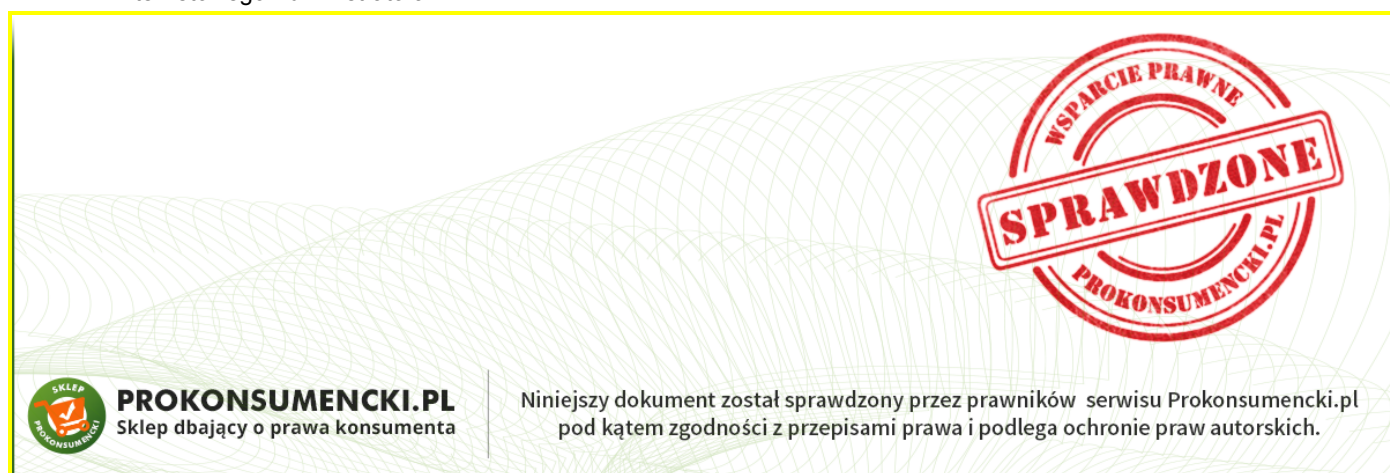 WSPARCIE PRAWNE
SPRAWDZONE
PROKONSUMENCKI.PL
SKLEP
PROKONSUMENCKI
PROKONSUMENCKI.PL
Sklep dbający o prawa konsumenta
Niniejszy dokument został sprawdzony przez prawników serwisu Prokonsumencki.pl
pod kątem zgodności z przepisami prawa i podlega ochronie praw autorskich.